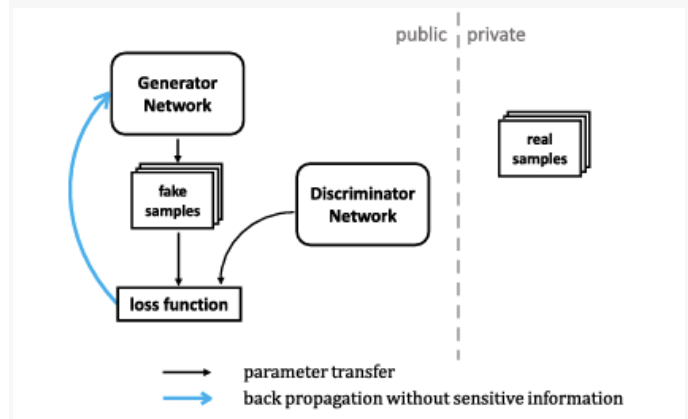 public
private
Generator
Network
real
samples
fake
samples
Discriminator
Network
loss function
parameter transfer
back propagation without sensitive information